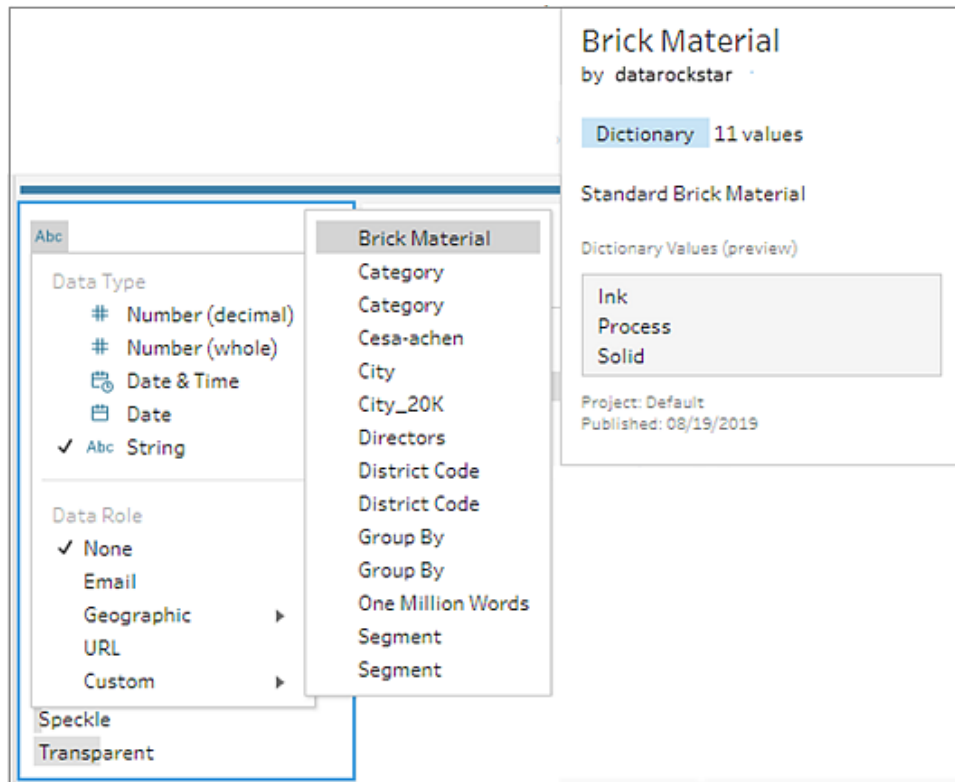 Abc
Data Type
Number (decimal)
Number (whole)
Date & Time
Date
Abc String
Data Role
None
Email
Geographic
URL
Custom
Speckle
Transparent
Brick Material
Category
Category
Cesa-achen
City
City_20K
Directors
District Code
District Code
Group By
Group By
One Million Words
Segment
Segment
Brick Material
by datarockstar
Dictionary 11 values
Standard Brick Material
Dictionary Values (preview)
Ink
Process
Solid
Project: Default
Published: 08/19/2019